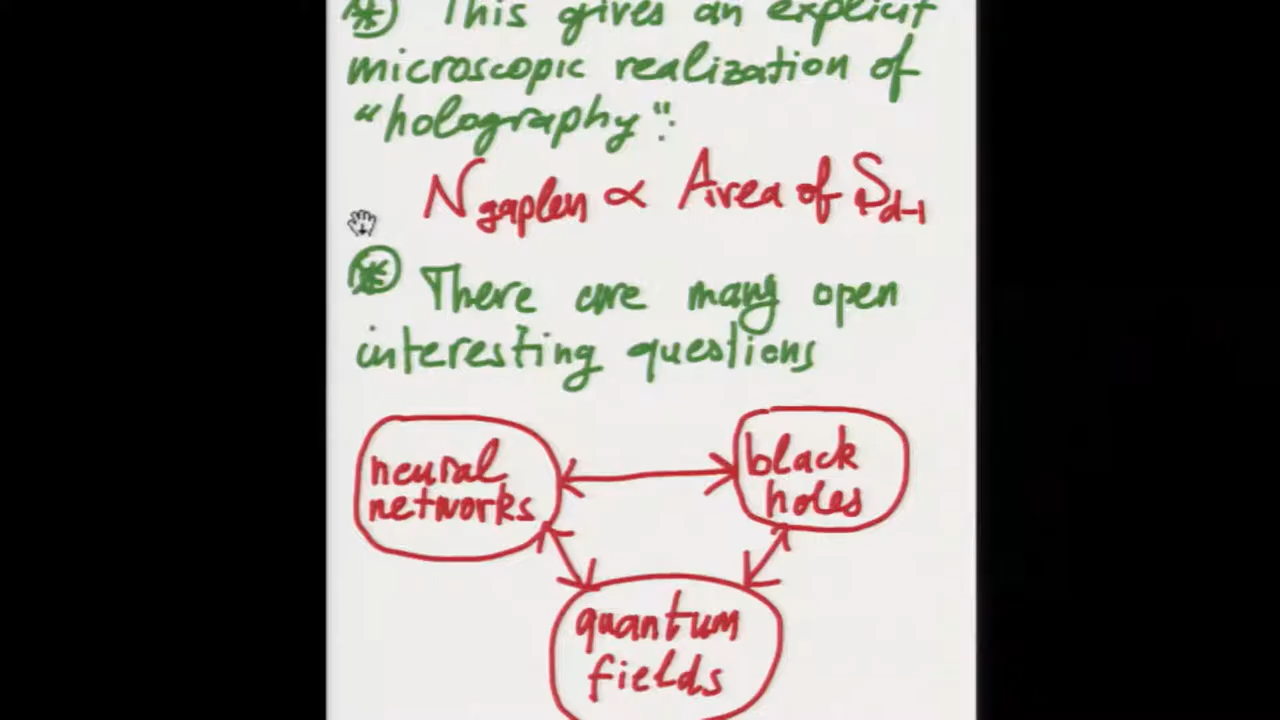 This gives an explicit
microscopic realization of
"holography":
N gaplen ∝ Area of S d-1
There are many open
interesting questions
neural
networks
black
holes
quantum
fields